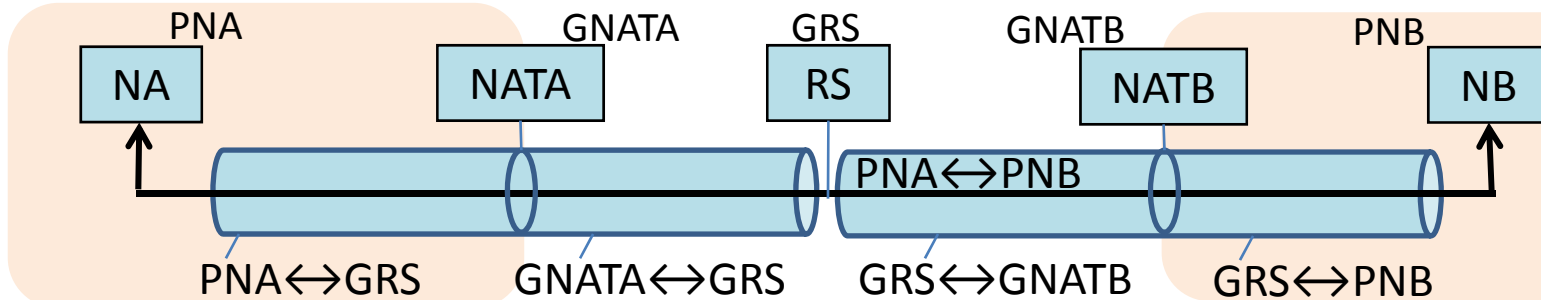 PNA
GNATA
GRS
GNATB
PNB
NA
NATA
RS
NATB
NB
PNA↔PNB
PNA↔GRS
GNATA↔GRS
GRS↔GNATB
GRS↔PNB